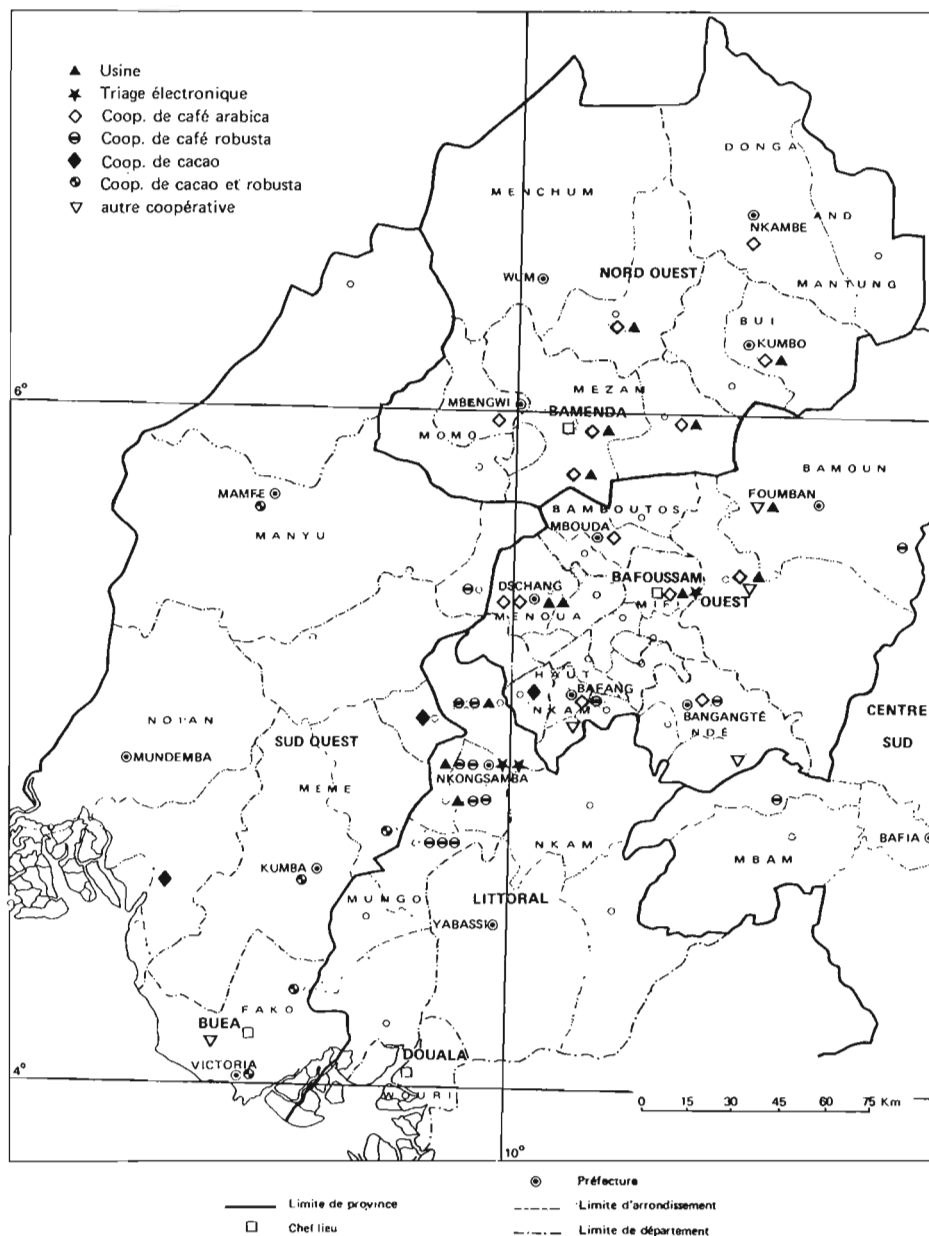 Usine
Triage électronique
Coop. de café arabica
Coop. de café robusta
Coop. de cacao
Coop. de cacao et robusta
autre coopérative
DONGA
MENCHUM
AND
NKAMBE
WUM
NORD OUEST
MANTUNG
BUI
KUMBO
6°
MEZAM
MBENGWI
BAMENDA
MOMO
BAMOUN
MAMFE
FOUMBAN
BAMBOUTOS
MBOUDA
MANYU
DSCHANG
BAFOUSSAM
MIFI
OUEST
MENOUA
HAUT
BAFANG
NKAM
BANGANGTÉ
NDÉ
CENTRE
SUD
NDIAN
SUD OUEST
MUNDEMBA
NKONGSAMBA
MEME
NKAM
BAFIA
MBAM
KUMBA
MUNGO
LITTORAL
YABASSI
FAKO
BUEA
DOUALA
VICTORIA
4°
WOURI
0 15 45 60 75 Km
30
10°
Préfecture
Limite de province
Limite d'arrondissement
Chef lieu
Limite de département